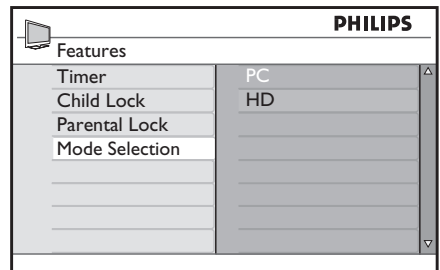 PHILIPS
Features
Timer PC
Child Lock HD
Parental Lock
Mode Selection